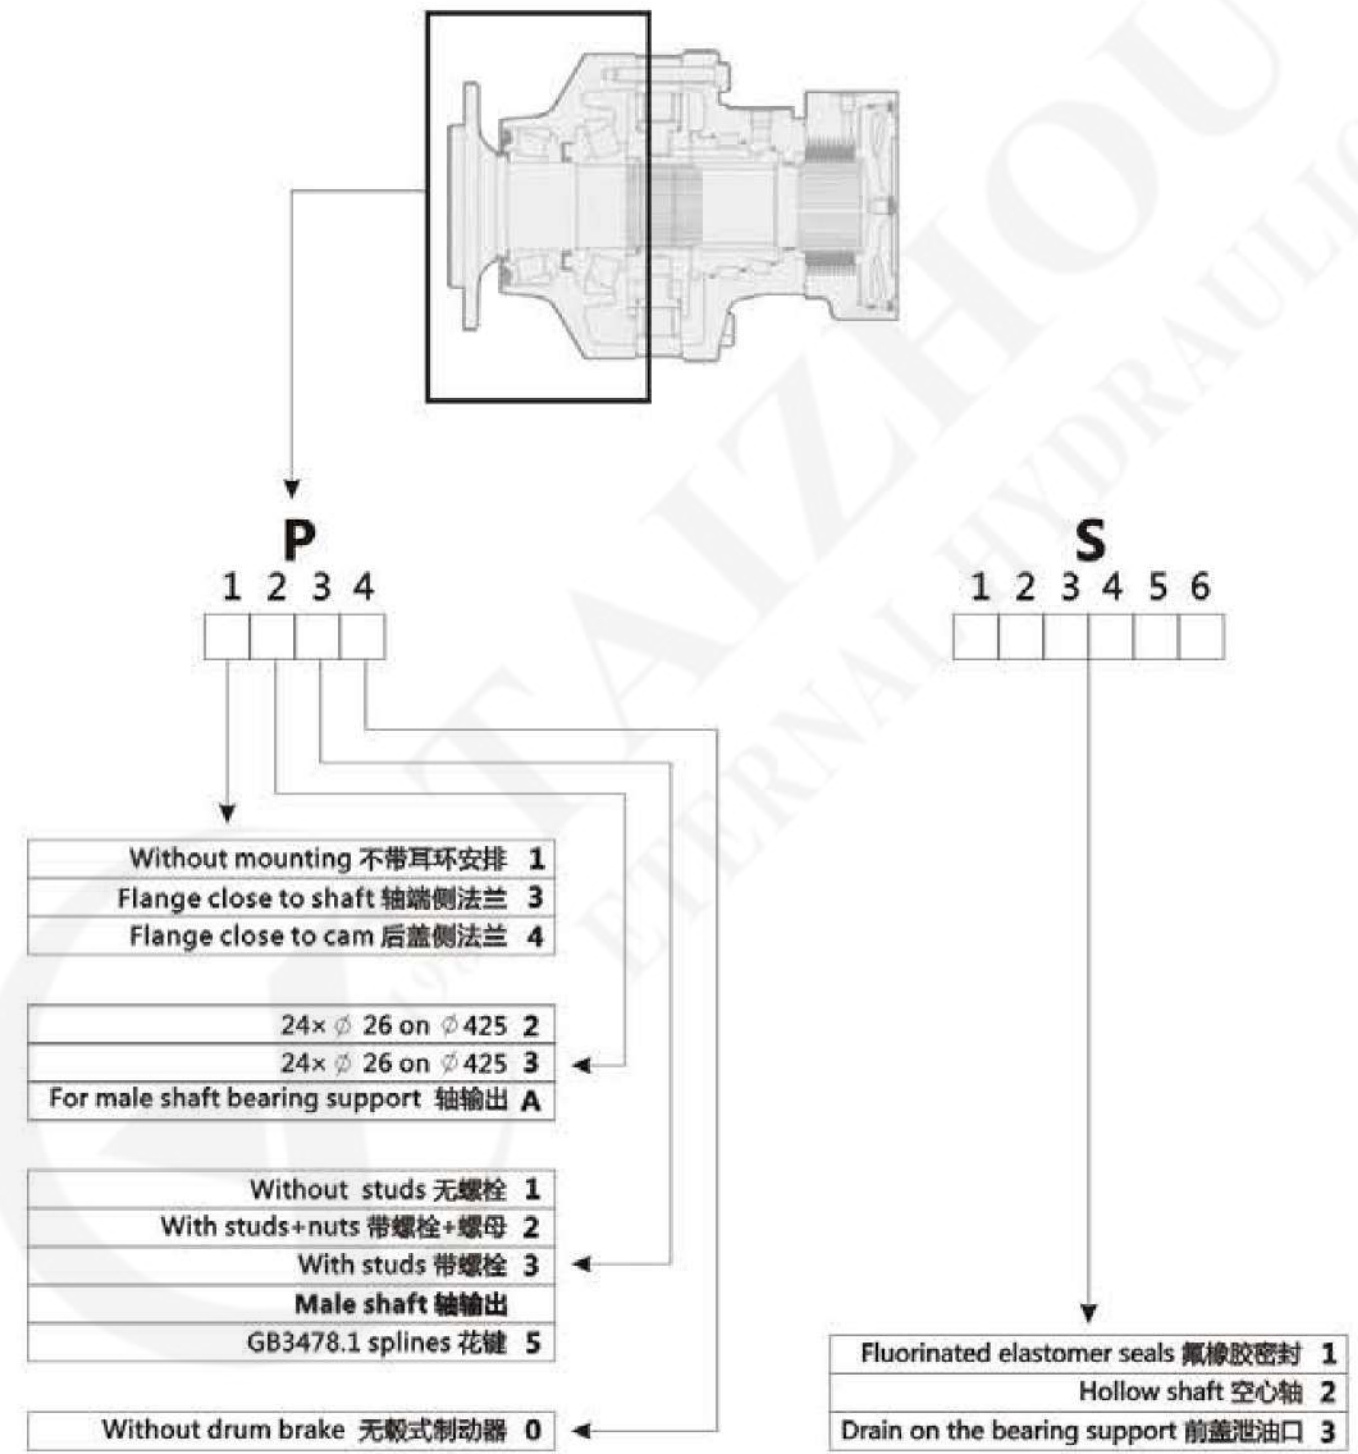 P
1 2 3 4
Without mounting 不带耳环安排 1
Flange close to shaft 轴端侧法兰 3
Flange close to cam 后盖侧法兰 4
24× ⌀ 26 on ⌀ 425 2
24× ⌀ 26 on ⌀ 425 3
For male shaft bearing support 轴输出 A
Without studs 无螺栓 1
With studs+nuts 带螺栓+螺母 2
With studs 带螺栓 3
Male shaft 轴输出
GB3478.1 splines 花键 5
Without drum brake 无毂式制动器 0
S
1 2 3 4 5 6
Fluorinated elastomer seals 氟橡胶密封 1
Hollow shaft 空心轴 2
Drain on the bearing support 前盖泄油口 3
TAIZHOU
ETERNAL HYDRAULIC